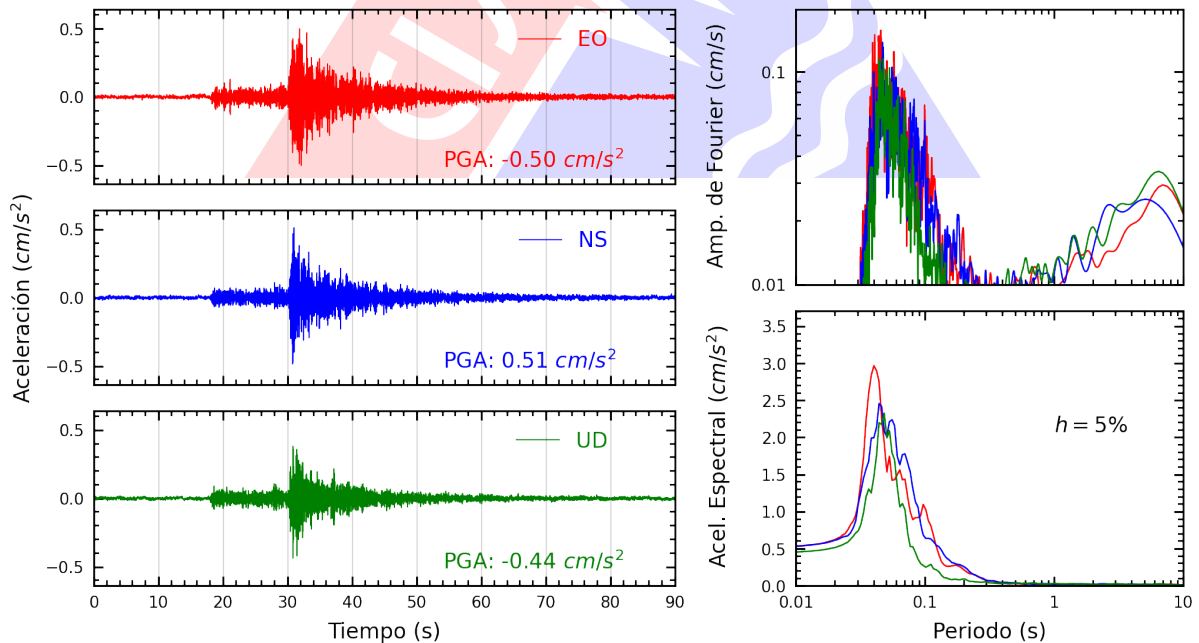 Aceleración (cm/s²)
0.5
0.0
−0.5
EO
PGA: -0.50 cm/s²
0.5
0.0
−0.5
NS
PGA: 0.51 cm/s²
0.5
0.0
−0.5
UD
PGA: -0.44 cm/s²
0 10 20 30 40 50 60 70 80 90
Tiempo (s)
Amp. de Fourier (cm/s)
0.1
0.01
Acel. Espectral (cm/s²)
3.5
3.0
2.5
2.0
1.5
1.0
0.5
0.0
h = 5%
0.01 0.1 1 10
Periodo (s)